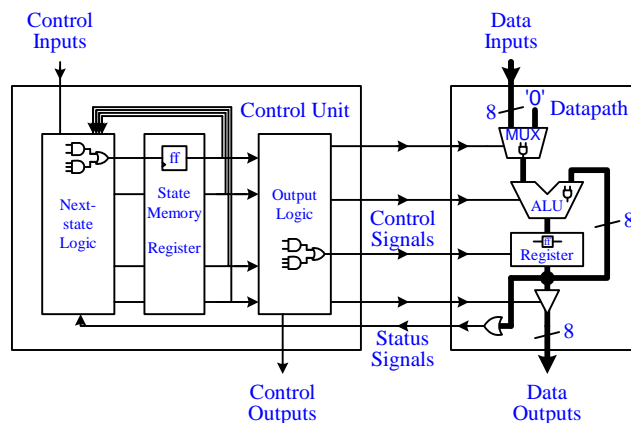 Control
Inputs
Data
Inputs
Control Unit
8
'0'
Datapath
MUX
ff
Next-
state
Logic
State
Memory
Register
Output
Logic
ALU
8
Control
Signals
ff
Register
Status
Signals
8
Control
Outputs
Data
Outputs